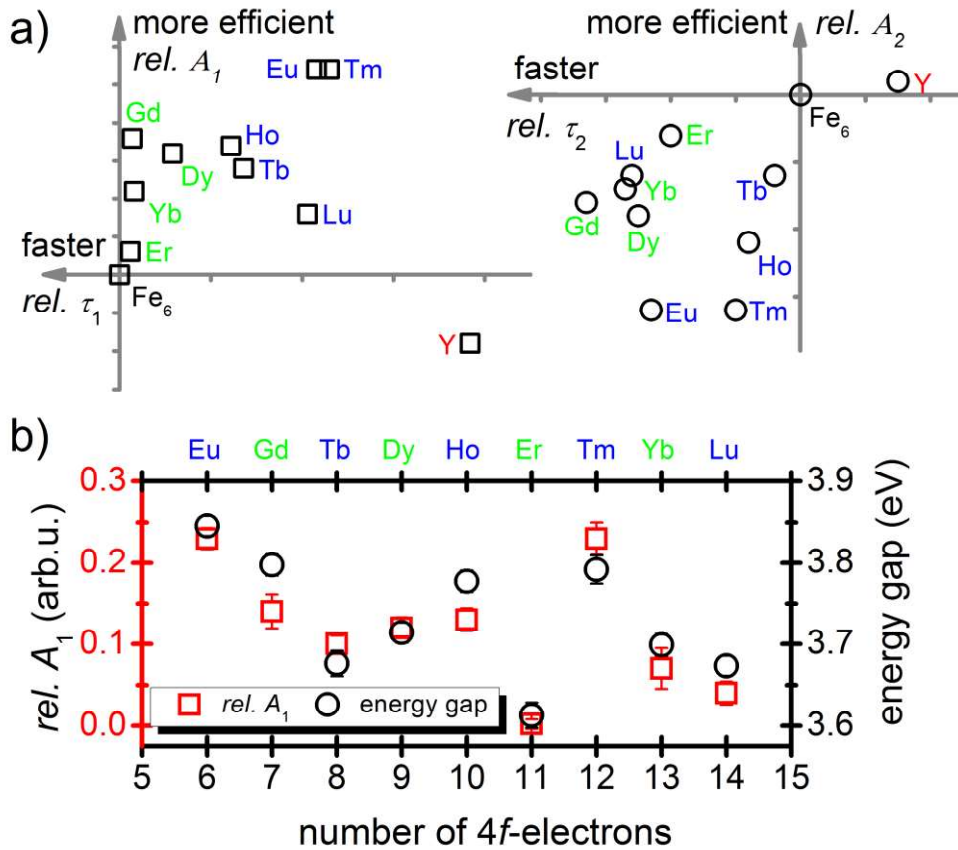 a)
more efficient
rel. A1
Eu
Tm
Gd
Ho
Dy
Tb
Yb
Lu
faster
Er
rel. τ1
Fe6
Y
more efficient
rel. A2
faster
Y
rel. τ2
Fe6
Er
Lu
Yb
Tb
Gd
Dy
Ho
Eu
Tm
b)
Eu Gd Tb Dy Ho Er Tm Yb Lu
0.3
0.2
0.1
0.0
rel. A1 (arb.u.)
3.9
3.8
3.7
3.6
energy gap (eV)
rel. A1 energy gap
5 6 7 8 9 10 11 12 13 14 15
number of 4f-electrons